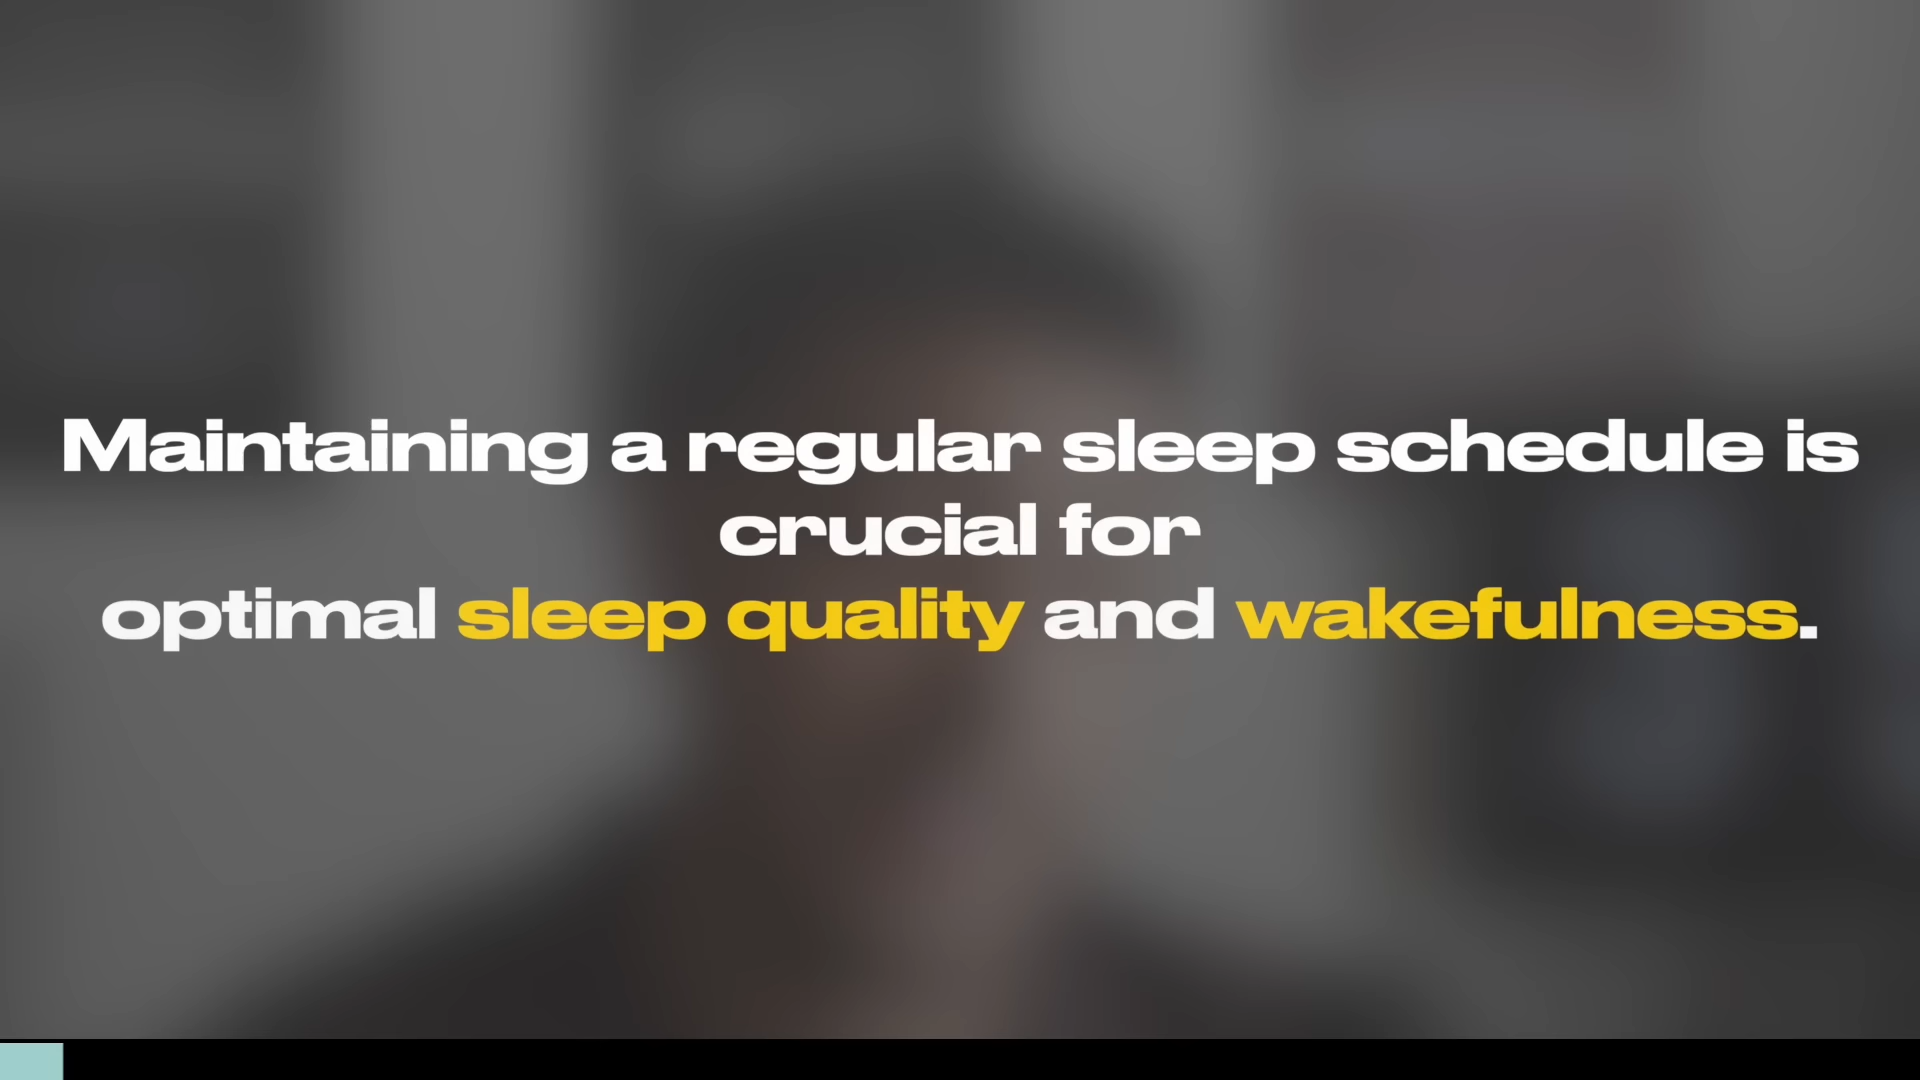 Maintaining a regular sleep schedule is
crucial for
optimal sleep quality and wakefulness.